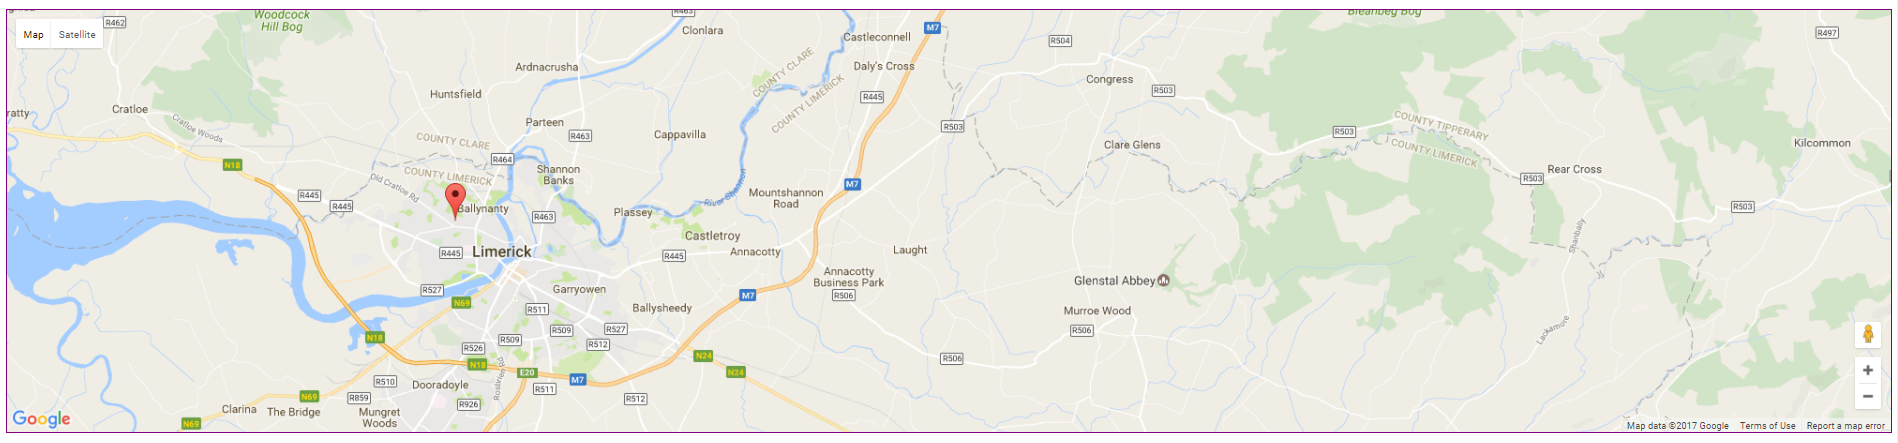 Woodcock
Hill Bog
R462
R463
Clonlara
Castleconnell
M7
Breanbeg Bog
R497
Map
Satellite
R504
Ardnacrusha
COUNTY CLARE
COUNTY LIMERICK
Daly's Cross
Congress
R503
Huntsfield
R445
Cratloe
ratty
Cratloe Woods
Parteen
R463
Cappavilla
R503
COUNTY TIPPERARY
COUNTY LIMERICK
R503
Kilcommon
COUNTY CLARE
COUNTY LIMERICK
R464
Clare Glens
N18
Shannon
Banks
Old Cratloe Rd
M7
Rear Cross
R503
R445
R445
Mountshannon
Road
River Shannon
Ballynanty
R463
Plassey
R503
Shanbally
Castletroy
Limerick
R445
R445
Annacotty
Laught
Annacotty
Business Park
R506
Glenstal Abbey
R527
Garryowen
N69
M7
Ballysheedy
R511
Murroe Wood
R506
Lackamore
N18
R509
R527
R509
R512
R526
N18
N24
R506
E20
M7
N24
Rosbrien Rd
R510
Dooradoyle
R511
N69
R859
R512
R926
Clarina
The Bridge
Mungret
Woods
N69
Google
Map data ©2017 Google
Terms of Use
Report a map error